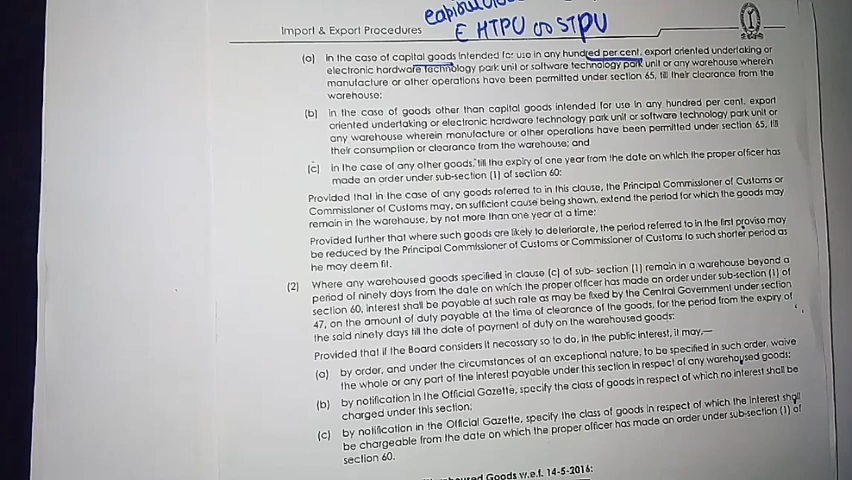 Import & Export Procedures
E HTPU or STPU
(a) in the case of capital goods intended for use in any hundred per cent. export oriented undertaking or
electronic hardware technology park unit or software technology park unit or any warehouse wherein
manufacture or other operations have been permitted under section 65, till their clearance from the
warehouse;
(b) in the case of goods other than capital goods intended for use in any hundred per cent. export
oriented undertaking or electronic hardware technology park unit or software technology park unit or
any warehouse wherein manufacture or other operations have been permitted under section 65, till
their consumption or clearance from the warehouse; and
(c) in the case of any other goods, till the expiry of one year from the date on which the proper officer has
made an order under sub-section (1) of section 60:
Provided that in the case of any goods referred to in this clause, the Principal Commissioner of Customs or
Commissioner of Customs may, on sufficient cause being shown, extend the period for which the goods may
remain in the warehouse, by not more than one year at a time:
Provided further that where such goods are likely to deteriorate, the period referred to in the first proviso may
be reduced by the Principal Commissioner of Customs or Commissioner of Customs to such shorter period as
he may deem fit.
(2) Where any warehoused goods specified in clause (c) of sub- section (1) remain in a warehouse beyond a
period of ninety days from the date on which the proper officer has made an order under sub-section (1) of
section 60, interest shall be payable at such rate as may be fixed by the Central Government under section
47, on the amount of duty payable at the time of clearance of the goods, for the period from the expiry of
the said ninety days till the date of payment of duty on the warehoused goods:
Provided that if the Board considers it necessary so to do, in the public interest, it may,—
(a) by order, and under the circumstances of an exceptional nature, to be specified in such order, waive
the whole or any part of the interest payable under this section in respect of any warehoused goods;
(b) by notification in the Official Gazette, specify the class of goods in respect of which no interest shall be
charged under this section;
(c) by notification in the Official Gazette, specify the class of goods in respect of which the interest shall
be chargeable from the date on which the proper officer has made an order under sub-section (1) of
section 60.
Goods w.e.f. 14-5-2016: